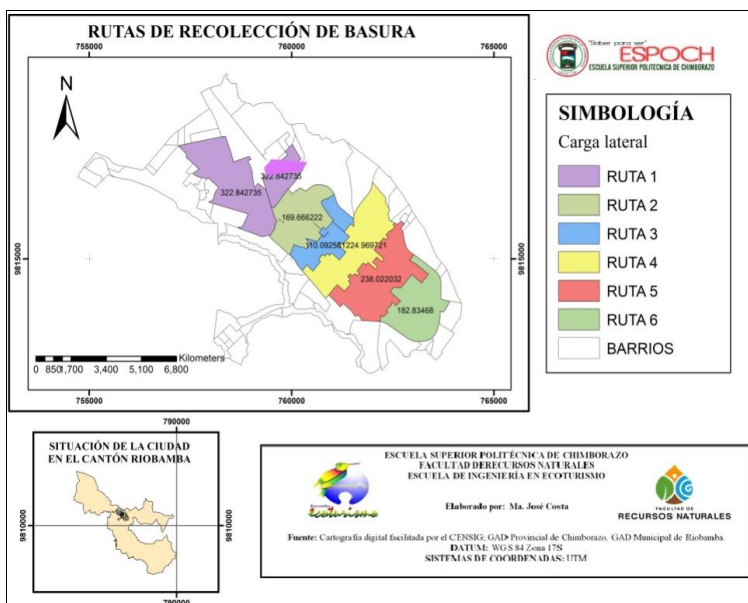 RUTAS DE RECOLECCIÓN DE BASURA
755000
760000
765000
N
322.842735
322.842735
169.666222
224.969721
238.022032
182.83468
9815000
9815000
Kilometers
0 850 1,700 3,400 5,100 6,800
755000
760000
765000
"Saber para ser"
ESPOCH
ESCUELA SUPERIOR POLITECNICA DE CHIMBORAZO
SIMBOLOGÍA
Carga lateral
RUTA 1
RUTA 2
RUTA 3
RUTA 4
RUTA 5
RUTA 6
BARRIOS
790000
SITUACIÓN DE LA CIUDAD
EN EL CANTÓN RIOBAMBA
9810000
9810000
790000
ESCUELA SUPERIOR POLITÉCNICA DE CHIMBORAZO
FACULTAD DERECURSOS NATURALES
ESCUELA DE INGENIERÍA EN ECOTURISMO
Elaborado por: Ma. José Costa
ecoturismo
FACULTAD DE
RECURSOS NATURALES
Fuente: Cartografía digital facilitada por el CENSIG; GAD Provincial de Chimborazo, GAD Municipal de Riobamba.
DATUM: WGS 84 Zona 17S
SISTEMAS DE COORDENADAS: UTM